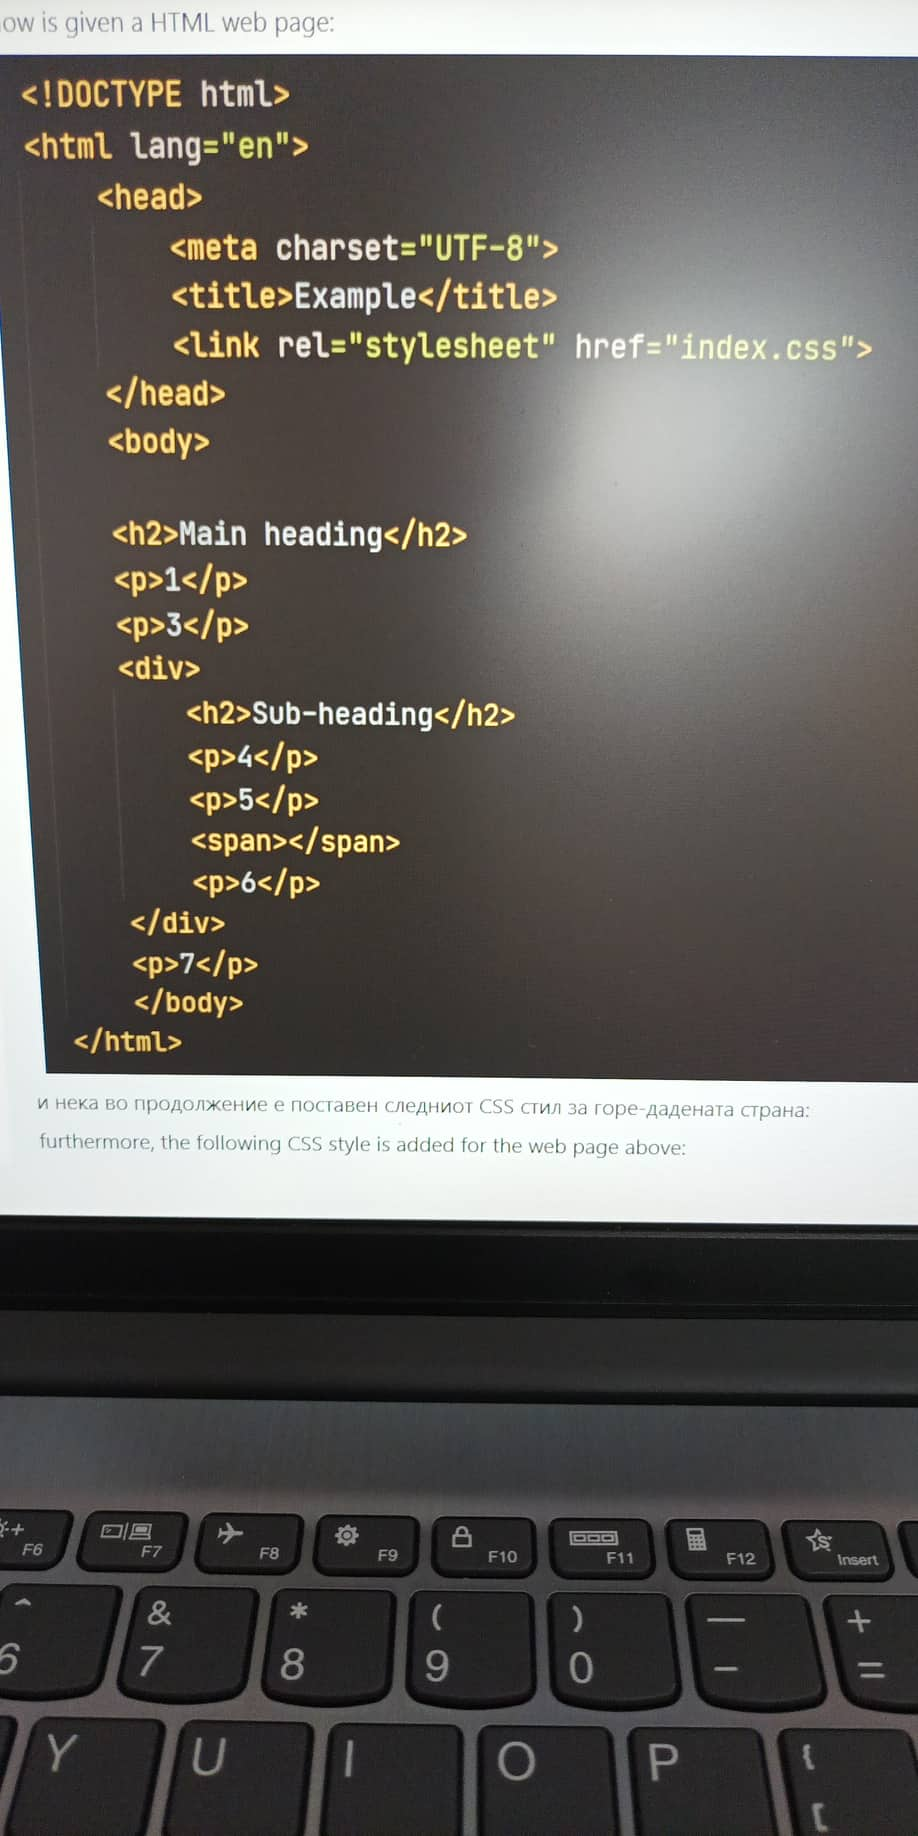 is given a HTML web page:
<!DOCTYPE html>
<html lang="en">
<head>
<meta charset="UTF-8">
<title>Example</title>
<link rel="stylesheet" href="index.css">
</head>
<body>
<h2>Main heading</h2>
<p>1</p>
<p>3</p>
<div>
<h2>Sub-heading</h2>
<p>4</p>
<p>5</p>
<span></span>
<p>6</p>
</div>
<p>7</p>
</body>
</html>
и нека во продолжение е поставен следниот CSS стил за горе-дадената страна:
furthermore, the following CSS style is added for the web page above:
F6 F7 F8 F9 F10 F11 F12 Insert
^ & * ( ) — +
6 7 8 9 0 - =
Y U I O P {
[